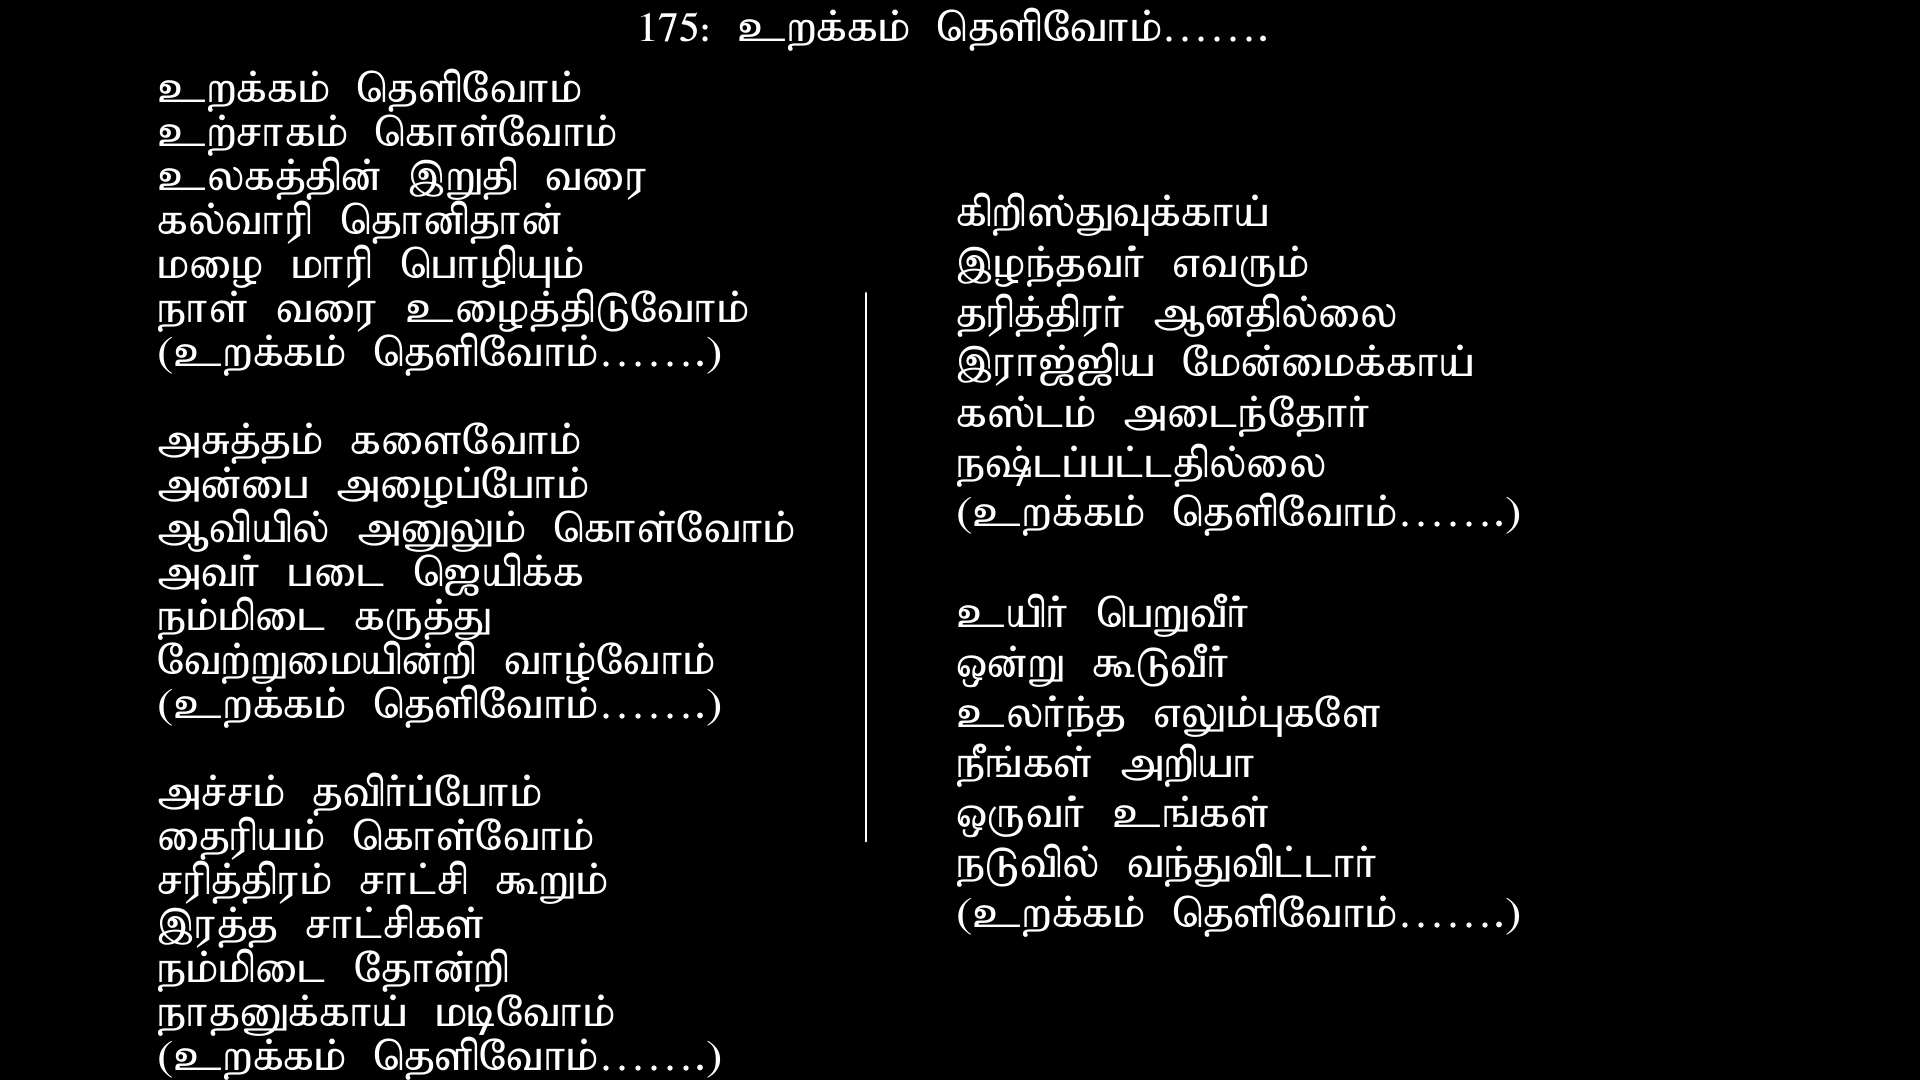 175: உறக்கம் தெளிவோம்.......
உறக்கம் தெளிவோம்
உற்சாகம் கொள்வோம்
உலகத்தின் இறுதி வரை
கல்வாரி தொனிதான்
மழை மாரி பொழியும்
நாள் வரை உழைத்திடுவோம்
(உறக்கம் தெளிவோம்.......)
அசுத்தம் களைவோம்
அன்பை அழைப்போம்
ஆவியில் அனுலும் கொள்வோம்
அவர் படை ஜெயிக்க
நம்மிடை கருத்து
வேற்றுமையின்றி வாழ்வோம்
(உறக்கம் தெளிவோம்.......)
அச்சம் தவிர்ப்போம்
தைரியம் கொள்வோம்
சரித்திரம் சாட்சி கூறும்
இரத்த சாட்சிகள்
நம்மிடை தோன்றி
நாதனுக்காய் மடிவோம்
(உறக்கம் தெளிவோம்.......)
கிறிஸ்துவுக்காய்
இழந்தவர் எவரும்
தரித்திரர் ஆனதில்லை
இராஜ்ஜிய மேன்மைக்காய்
கஸ்டம் அடைந்தோர்
நஷ்டப்பட்டதில்லை
(உறக்கம் தெளிவோம்.......)
உயிர் பெறுவீர்
ஒன்று கூடுவீர்
உலர்ந்த எலும்புகளே
நீங்கள் அறியா
ஒருவர் உங்கள்
நடுவில் வந்துவிட்டார்
(உறக்கம் தெளிவோம்.......)